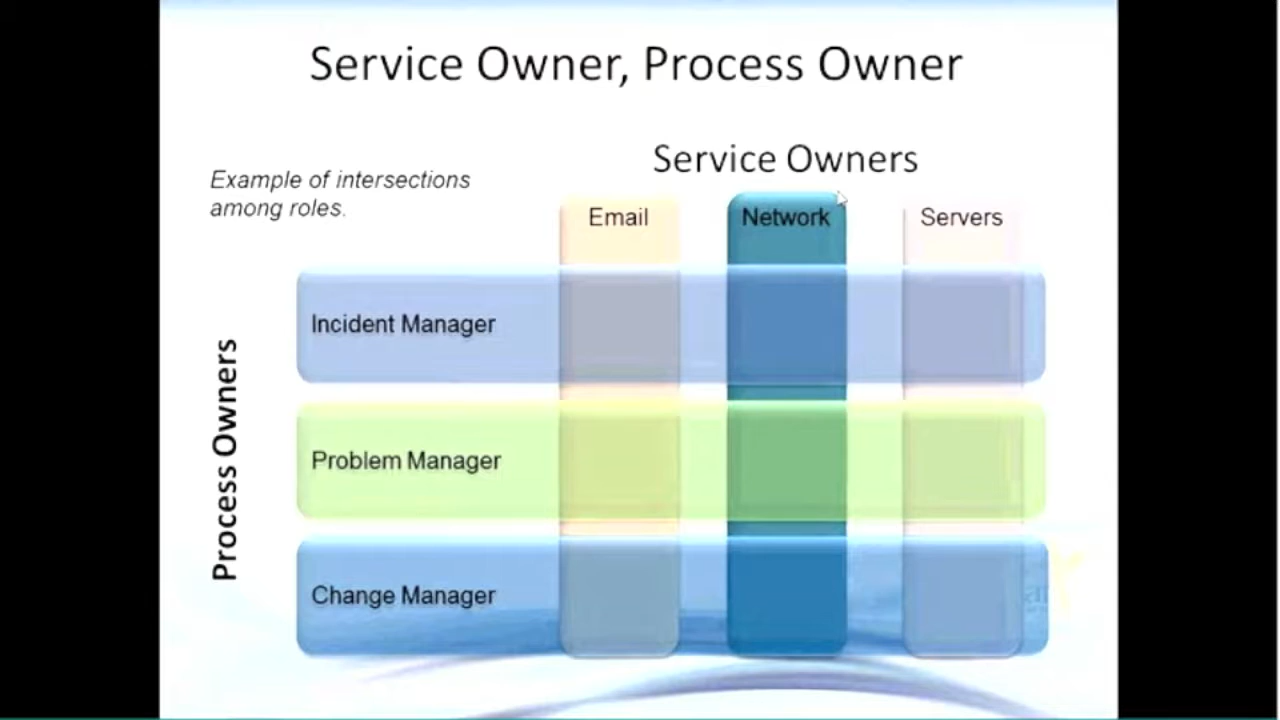 Service Owner, Process Owner
Service Owners
Example of intersections
among roles.
Email
Network
Servers
Process Owners
Incident Manager
Problem Manager
Change Manager